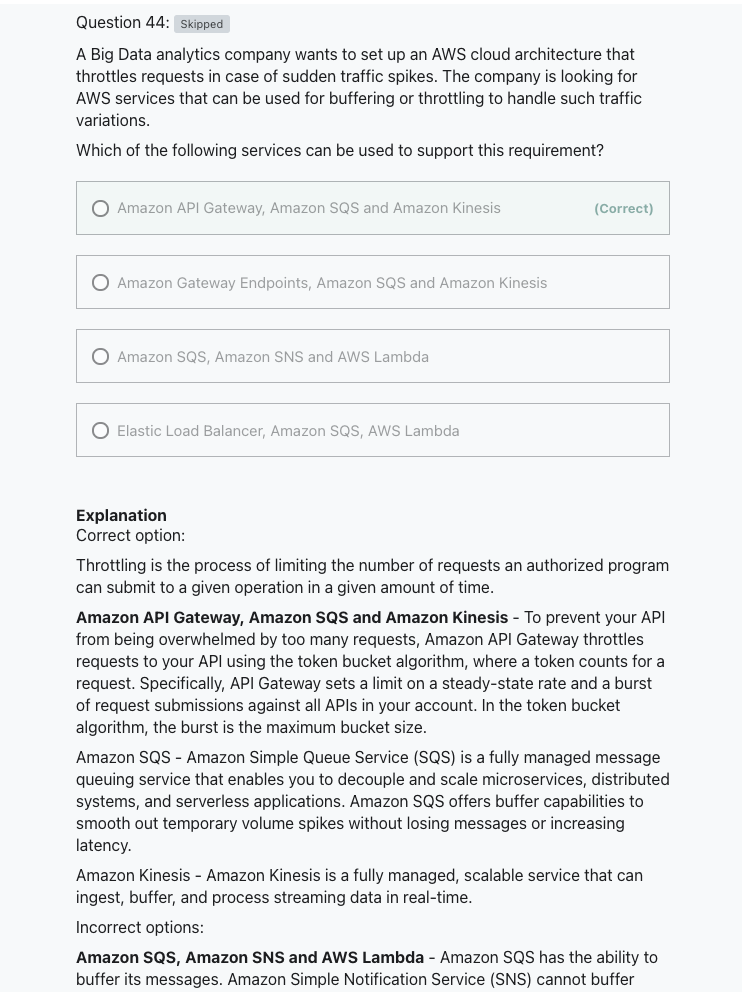 Question 44: Skipped
A Big Data analytics company wants to set up an AWS cloud architecture that
throttles requests in case of sudden traffic spikes. The company is looking for
AWS services that can be used for buffering or throttling to handle such traffic
variations.
Which of the following services can be used to support this requirement?
Amazon API Gateway, Amazon SQS and Amazon Kinesis (Correct)
Amazon Gateway Endpoints, Amazon SQS and Amazon Kinesis
Amazon SQS, Amazon SNS and AWS Lambda
Elastic Load Balancer, Amazon SQS, AWS Lambda
Explanation
Correct option:
Throttling is the process of limiting the number of requests an authorized program
can submit to a given operation in a given amount of time.
Amazon API Gateway, Amazon SQS and Amazon Kinesis - To prevent your API
from being overwhelmed by too many requests, Amazon API Gateway throttles
requests to your API using the token bucket algorithm, where a token counts for a
request. Specifically, API Gateway sets a limit on a steady-state rate and a burst
of request submissions against all APIs in your account. In the token bucket
algorithm, the burst is the maximum bucket size.
Amazon SQS - Amazon Simple Queue Service (SQS) is a fully managed message
queuing service that enables you to decouple and scale microservices, distributed
systems, and serverless applications. Amazon SQS offers buffer capabilities to
smooth out temporary volume spikes without losing messages or increasing
latency.
Amazon Kinesis - Amazon Kinesis is a fully managed, scalable service that can
ingest, buffer, and process streaming data in real-time.
Incorrect options:
Amazon SQS, Amazon SNS and AWS Lambda - Amazon SQS has the ability to
buffer its messages. Amazon Simple Notification Service (SNS) cannot buffer